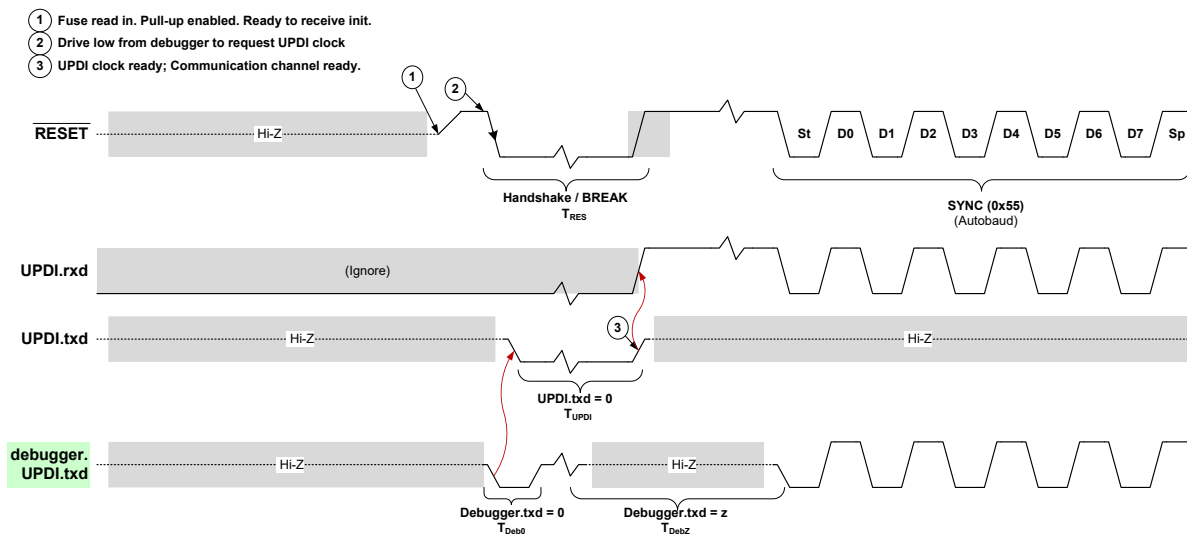 1 Fuse read in. Pull-up enabled. Ready to receive init.
2 Drive low from debugger to request UPDI clock
3 UPDI clock ready; Communication channel ready.
1
2
RESET
Hi-Z
St D0 D1 D2 D3 D4 D5 D6 D7 Sp
Handshake / BREAK
TRES
SYNC (0x55)
(Autobaud)
UPDI.rxd
(Ignore)
3
UPDI.txd
Hi-Z
Hi-Z
UPDI.txd = 0
TUPDI
debugger.
UPDI.txd
Hi-Z
Hi-Z
Debugger.txd = 0
TDeb0
Debugger.txd = z
TDebZ